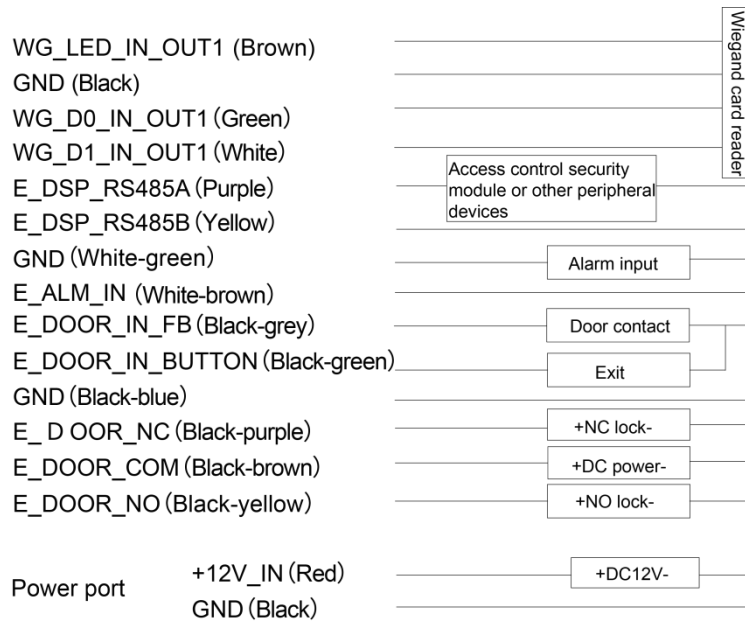 WG_LED_IN_OUT1 (Brown)
GND (Black)
WG_D0_IN_OUT1 (Green)
WG_D1_IN_OUT1 (White)
Wiegand card reader
E_DSP_RS485A (Purple)
Access control security
module or other peripheral
devices
E_DSP_RS485B (Yellow)
GND (White-green)
Alarm input
E_ALM_IN (White-brown)
E_DOOR_IN_FB (Black-grey)
Door contact
E_DOOR_IN_BUTTON (Black-green)
Exit
GND (Black-blue)
E_ D OOR_NC (Black-purple)
+NC lock-
E_DOOR_COM (Black-brown)
+DC power-
E_DOOR_NO (Black-yellow)
+NO lock-
Power port
+12V_IN (Red)
+DC12V-
GND (Black)